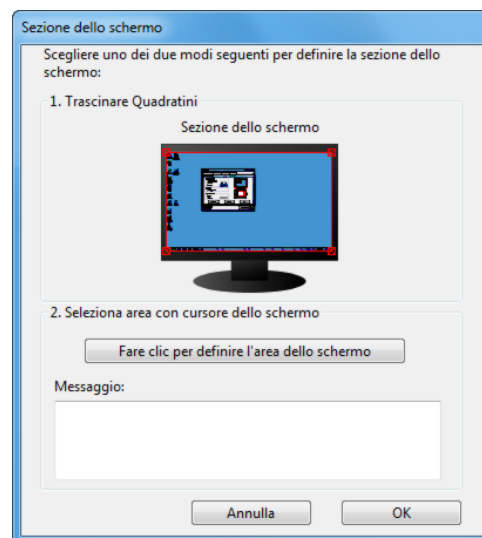 Sezione dello schermo
Scegliere uno dei due modi seguenti per definire la sezione dello
schermo:
1. Trascinare Quadratini
Sezione dello schermo
2. Seleziona area con cursore dello schermo
Fare clic per definire l'area dello schermo
Messaggio:
Annulla
OK